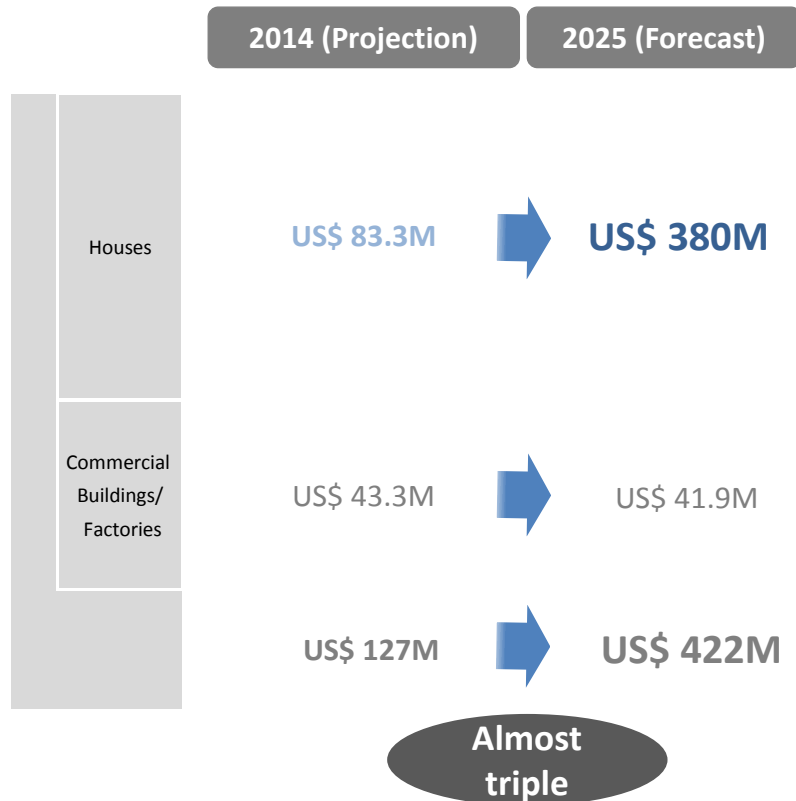 2014 (Projection)
2025 (Forecast)
Houses
US$ 83.3M
US$ 380M
Commercial
Buildings/
Factories
US$ 43.3M
US$ 41.9M
US$ 127M
US$ 422M
Almost
triple